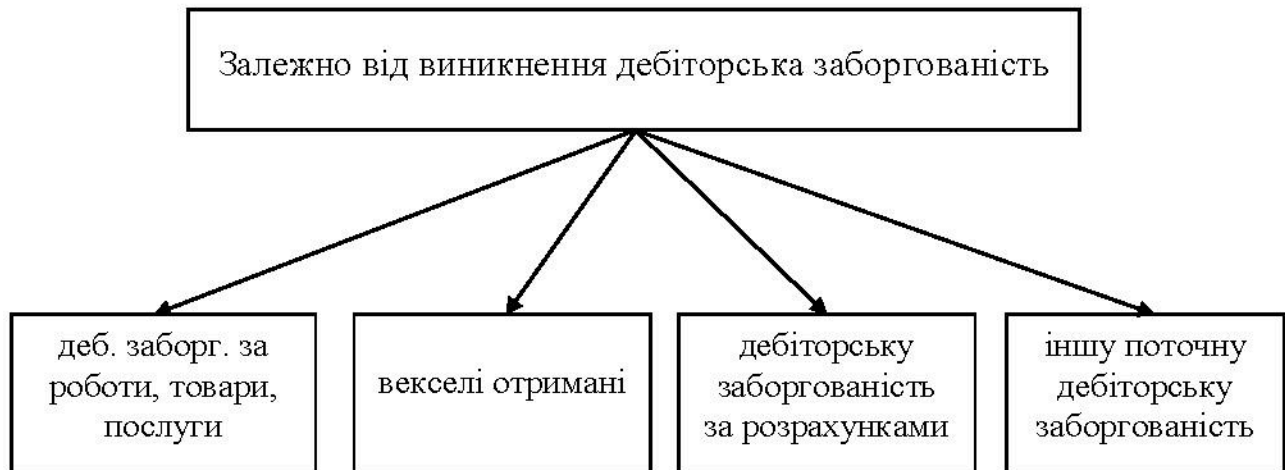 Залежно від виникнення дебіторська заборгованість
деб. заборг. за
роботи, товари,
послуги
векселі отримані
дебіторську
заборгованість
за розрахунками
іншу поточну
дебіторську
заборгованість